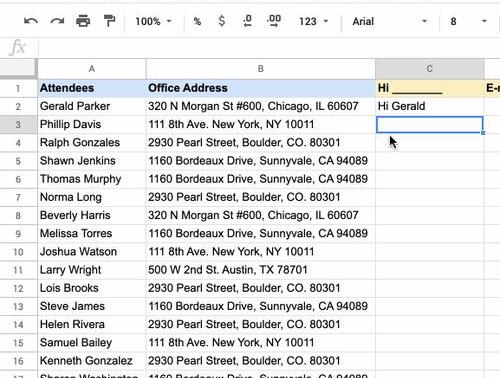 100% % $ .0 .00 123 Arial 8
fx
A B C
1 Attendees Office Address Hi ________ E-
2 Gerald Parker 320 N Morgan St #600, Chicago, IL 60607 Hi Gerald
3 Phillip Davis 111 8th Ave. New York, NY 10011
4 Ralph Gonzales 2930 Pearl Street, Boulder, CO. 80301
5 Shawn Jenkins 1160 Bordeaux Drive, Sunnyvale, CA 94089
6 Thomas Murphy 1160 Bordeaux Drive, Sunnyvale, CA 94089
7 Norma Long 2930 Pearl Street, Boulder, CO. 80301
8 Beverly Harris 320 N Morgan St #600, Chicago, IL 60607
9 Melissa Torres 1160 Bordeaux Drive, Sunnyvale, CA 94089
10 Joshua Watson 111 8th Ave. New York, NY 10011
11 Larry Wright 500 W 2nd St. Austin, TX 78701
12 Lois Brooks 2930 Pearl Street, Boulder, CO. 80301
13 Steve James 1160 Bordeaux Drive, Sunnyvale, CA 94089
14 Helen Rivera 2930 Pearl Street, Boulder, CO. 80301
15 Samuel Bailey 111 8th Ave. New York, NY 10011
16 Kenneth Gonzalez 2930 Pearl Street, Boulder, CO. 80301
Sharon Washington 1160 Bordeaux Drive, Sunnyvale, CA 94089